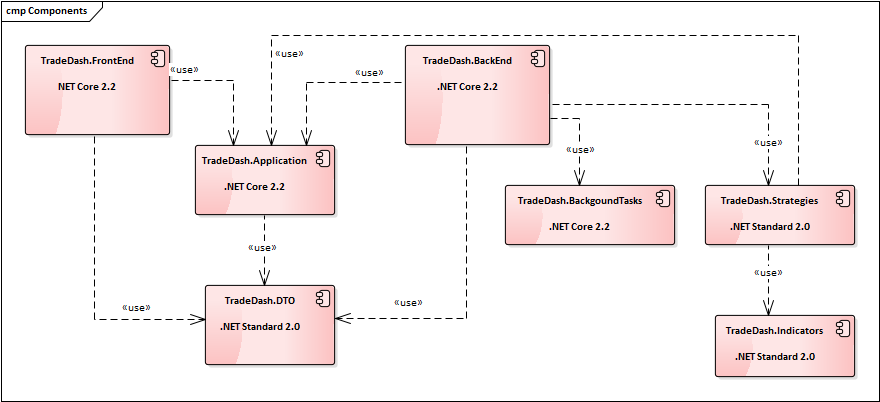 cmp Components
TradeDash.FrontEnd
.NET Core 2.2
TradeDash.BackEnd
.NET Core 2.2
«use»
«use»
«use»
TradeDash.Application
.NET Core 2.2
«use»
«use»
TradeDash.BackgoundTasks
.NET Core 2.2
TradeDash.Strategies
.NET Standard 2.0
«use»
«use»
TradeDash.DTO
.NET Standard 2.0
«use»
«use»
TradeDash.Indicators
.NET Standard 2.0